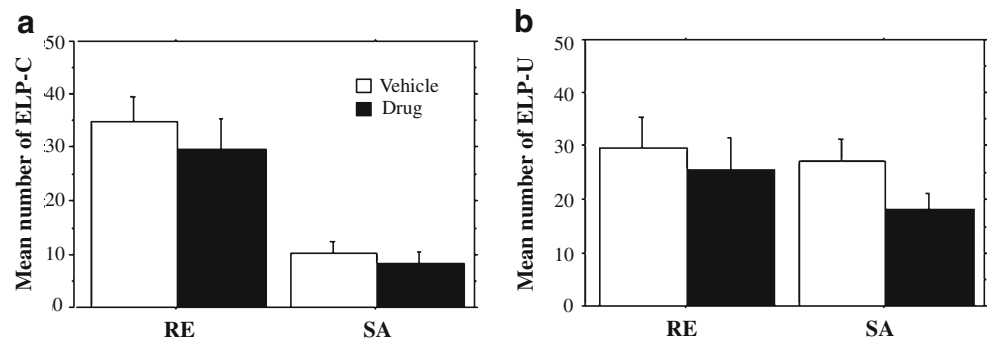 a
Mean number of ELP-C
50
40
30
20
10
0
Vehicle
Drug
RE
SA
b
Mean number of ELP-U
50
40
30
20
10
0
RE
SA